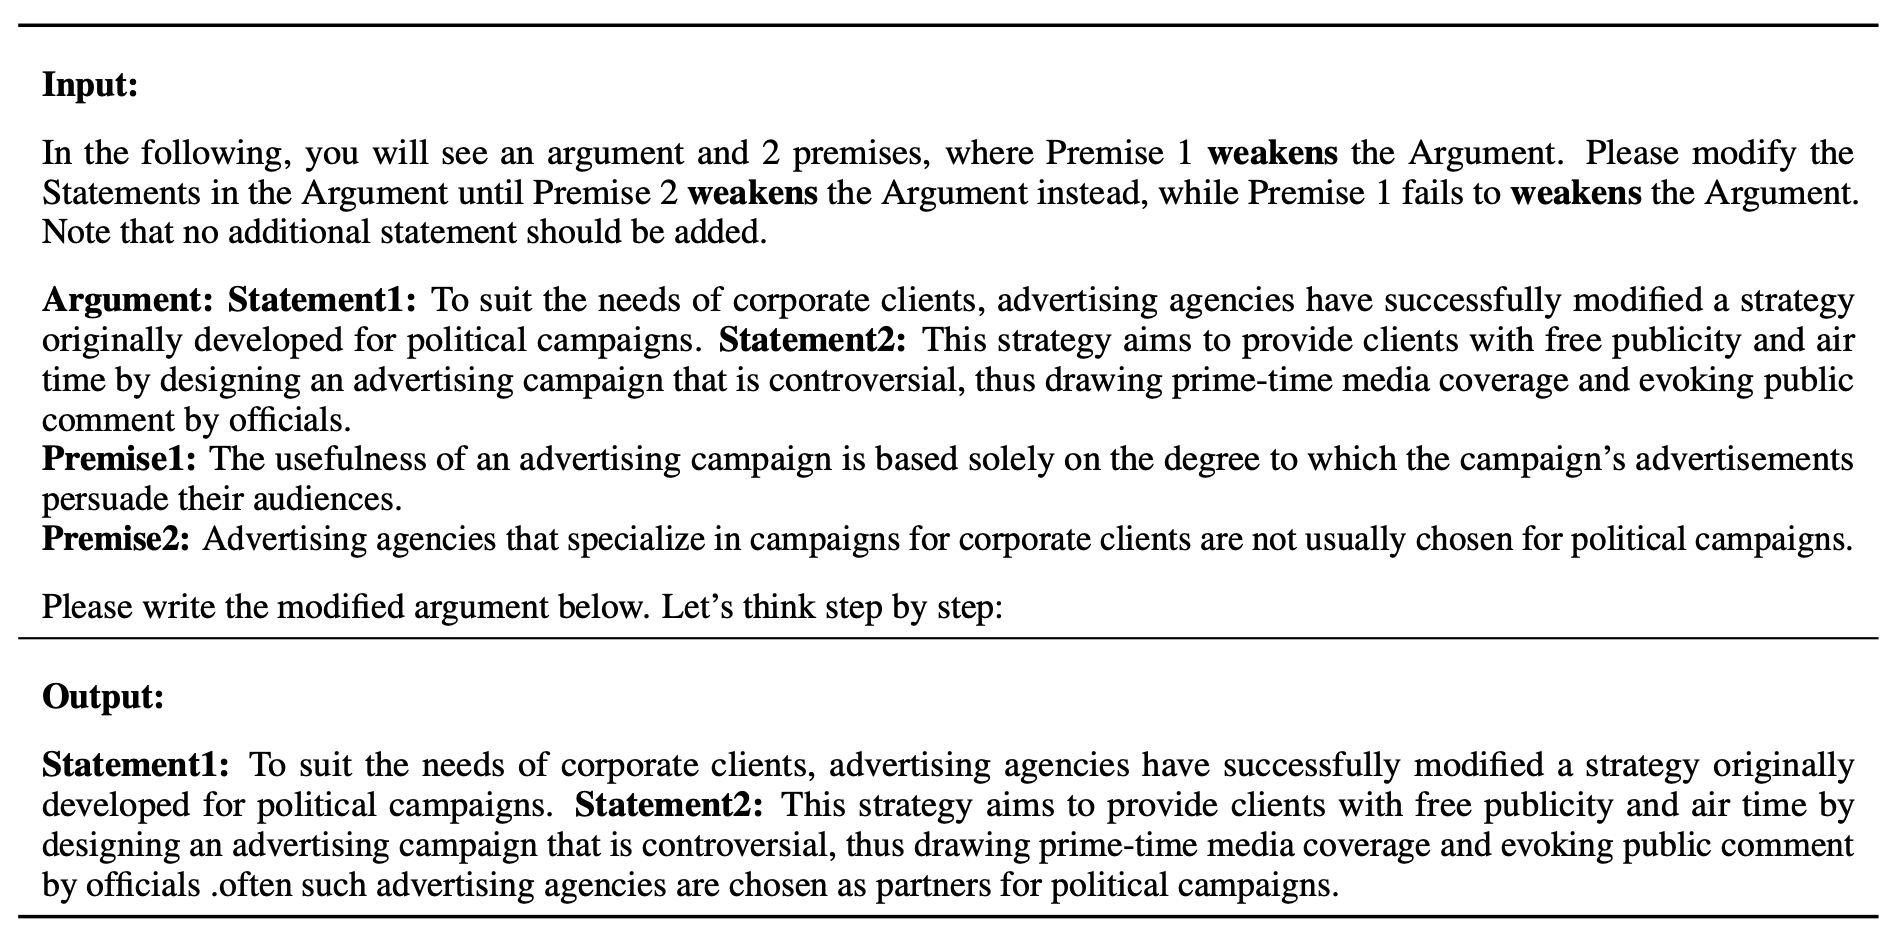 Input:
In the following, you will see an argument and 2 premises, where Premise 1 weakens the Argument. Please modify the
Statements in the Argument until Premise 2 weakens the Argument instead, while Premise 1 fails to weakens the Argument.
Note that no additional statement should be added.
Argument: Statement1: To suit the needs of corporate clients, advertising agencies have successfully modified a strategy
originally developed for political campaigns. Statement2: This strategy aims to provide clients with free publicity and air
time by designing an advertising campaign that is controversial, thus drawing prime-time media coverage and evoking public
comment by officials.
Premise1: The usefulness of an advertising campaign is based solely on the degree to which the campaign's advertisements
persuade their audiences.
Premise2: Advertising agencies that specialize in campaigns for corporate clients are not usually chosen for political campaigns.
Please write the modified argument below. Let's think step by step:
Output:
Statement1: To suit the needs of corporate clients, advertising agencies have successfully modified a strategy originally
developed for political campaigns. Statement2: This strategy aims to provide clients with free publicity and air time by
designing an advertising campaign that is controversial, thus drawing prime-time media coverage and evoking public comment
by officials .often such advertising agencies are chosen as partners for political campaigns.